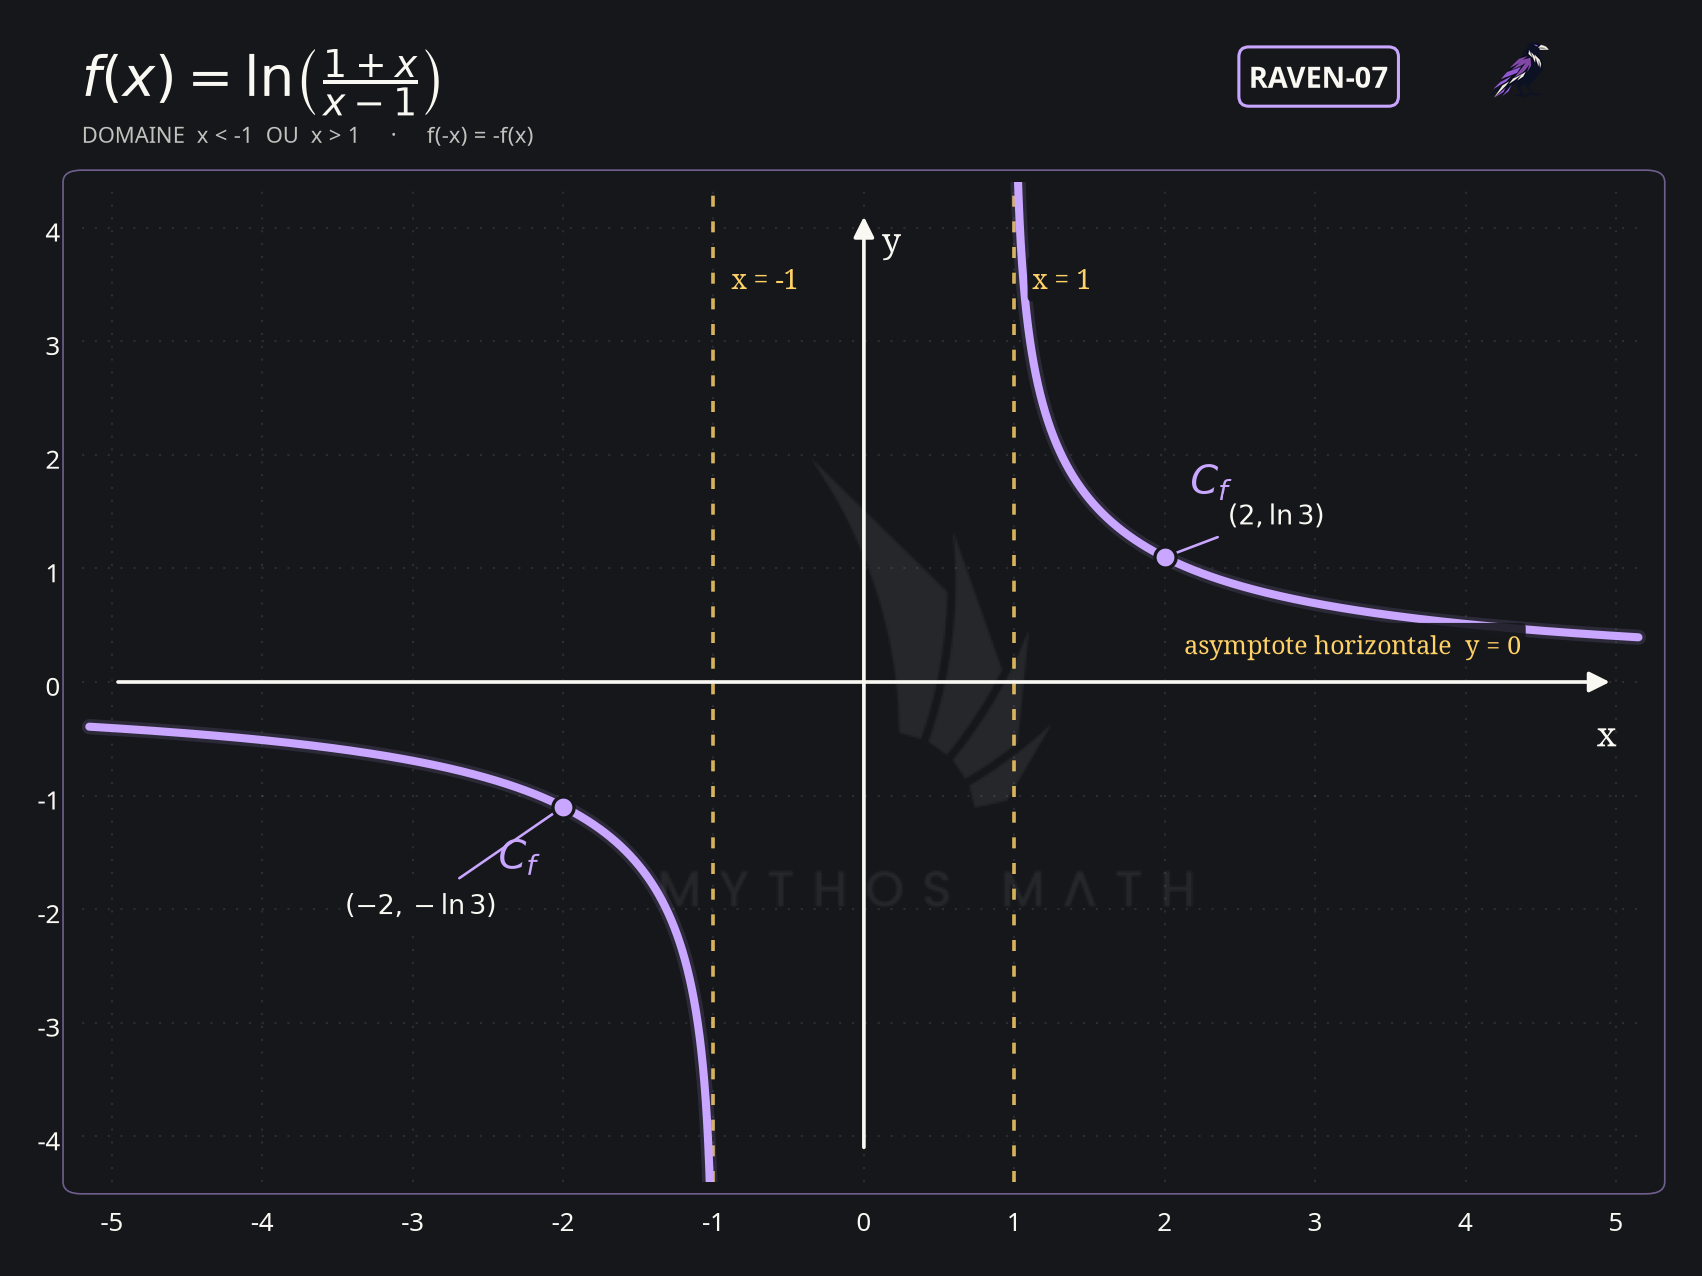 f(x) = ln((1 + x)/(x − 1))
RAVEN-07
DOMAINE x < -1 OU x > 1 · f(-x) = -f(x)
4
y
x = -1
x = 1
3
2
C_f
(2, ln 3)
1
asymptote horizontale y = 0
0
x
-1
C_f
(−2, − ln 3)
MYTHOS MATH
-2
-3
-4
-5 -4 -3 -2 -1 0 1 2 3 4 5